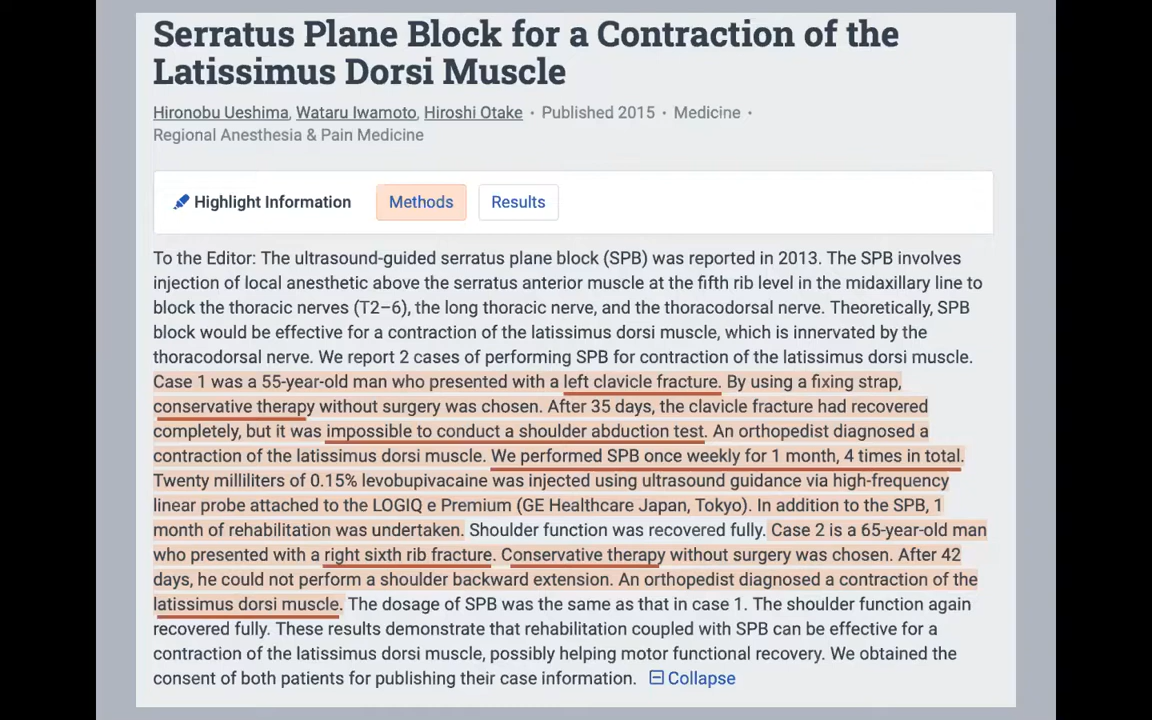 Serratus Plane Block for a Contraction of the
Latissimus Dorsi Muscle
Hironobu Ueshima, Wataru Iwamoto, Hiroshi Otake • Published 2015 • Medicine •
Regional Anesthesia & Pain Medicine
Highlight Information Methods Results
To the Editor: The ultrasound-guided serratus plane block (SPB) was reported in 2013. The SPB involves
injection of local anesthetic above the serratus anterior muscle at the fifth rib level in the midaxillary line to
block the thoracic nerves (T2–6), the long thoracic nerve, and the thoracodorsal nerve. Theoretically, SPB
block would be effective for a contraction of the latissimus dorsi muscle, which is innervated by the
thoracodorsal nerve. We report 2 cases of performing SPB for contraction of the latissimus dorsi muscle.
Case 1 was a 55-year-old man who presented with a left clavicle fracture. By using a fixing strap,
conservative therapy without surgery was chosen. After 35 days, the clavicle fracture had recovered
completely, but it was impossible to conduct a shoulder abduction test. An orthopedist diagnosed a
contraction of the latissimus dorsi muscle. We performed SPB once weekly for 1 month, 4 times in total.
Twenty milliliters of 0.15% levobupivacaine was injected using ultrasound guidance via high-frequency
linear probe attached to the LOGIQ e Premium (GE Healthcare Japan, Tokyo). In addition to the SPB, 1
month of rehabilitation was undertaken. Shoulder function was recovered fully. Case 2 is a 65-year-old man
who presented with a right sixth rib fracture. Conservative therapy without surgery was chosen. After 42
days, he could not perform a shoulder backward extension. An orthopedist diagnosed a contraction of the
latissimus dorsi muscle. The dosage of SPB was the same as that in case 1. The shoulder function again
recovered fully. These results demonstrate that rehabilitation coupled with SPB can be effective for a
contraction of the latissimus dorsi muscle, possibly helping motor functional recovery. We obtained the
consent of both patients for publishing their case information. Collapse